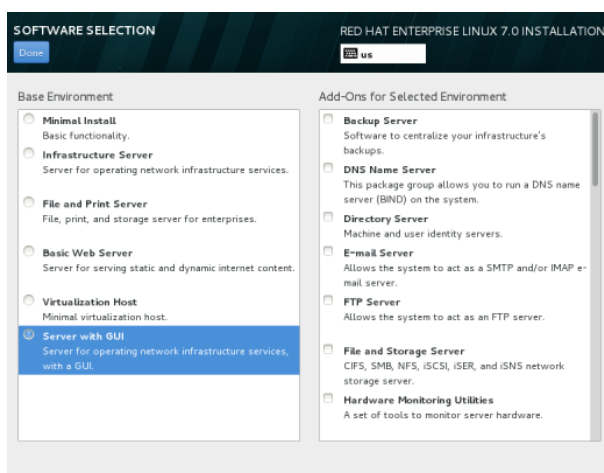 SOFTWARE SELECTION
Done
RED HAT ENTERPRISE LINUX 7.0 INSTALLATION
us
Base Environment
Minimal Install
Basic functionality.
Infrastructure Server
Server for operating network infrastructure services.
File and Print Server
File, print, and storage server for enterprises.
Basic Web Server
Server for serving static and dynamic internet content.
Virtualization Host
Minimal virtualization host.
Server with GUI
Server for operating network infrastructure services,
with a GUI.
Add-Ons for Selected Environment
Backup Server
Software to centralize your infrastructure's
backups.
DNS Name Server
This package group allows you to run a DNS name
server (BIND) on the system.
Directory Server
Machine and user identity servers.
E-mail Server
Allows the system to act as a SMTP and/or IMAP e-
mail server.
FTP Server
Allows the system to act as an FTP server.
File and Storage Server
CIFS, SMB, NFS, iSCSI, iSER, and iSNS network
storage server.
Hardware Monitoring Utilities
A set of tools to monitor server hardware.